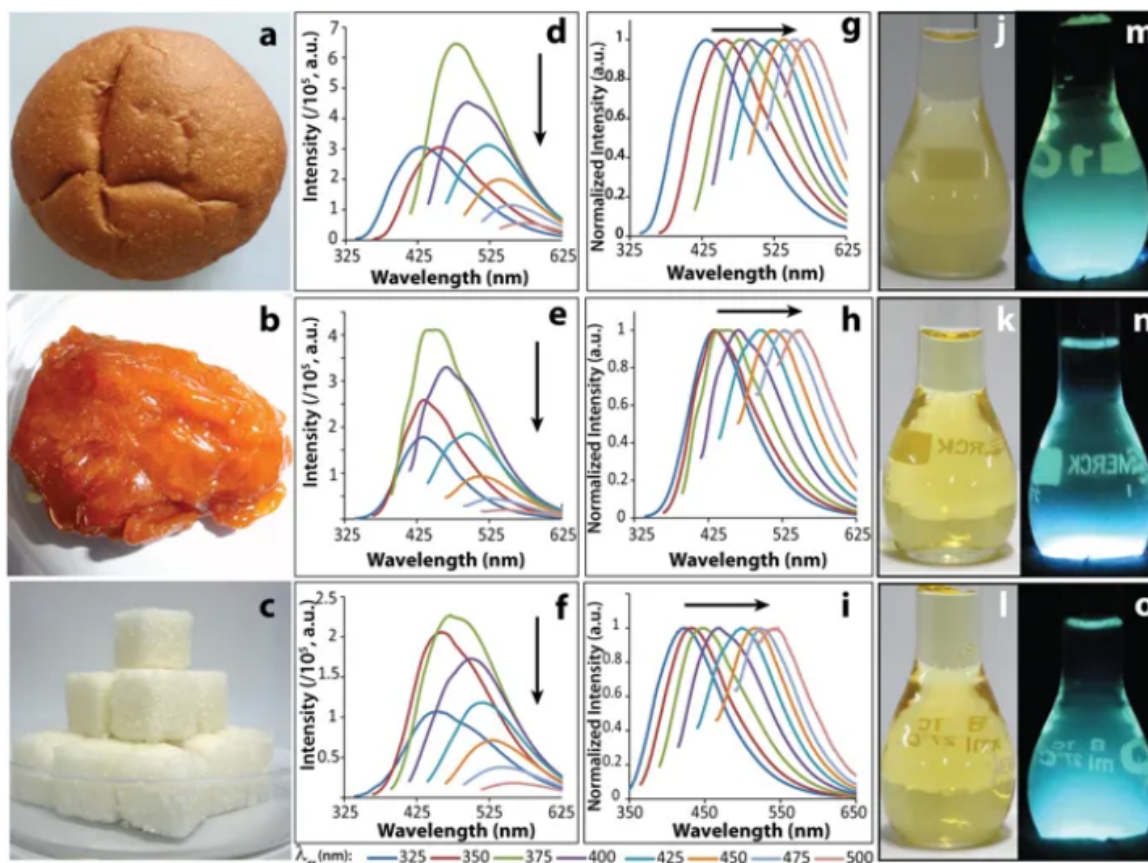 a
b
c
d
Intensity (/10⁵, a.u.)
7
6
5
4
3
2
1
0
325 425 525 625
Wavelength (nm)
e
Intensity (/10⁵, a.u.)
4
3
2
1
325 425 525 625
Wavelength (nm)
f
Intensity (/10⁵, a.u.)
2.5
2
1.5
1
0.5
325 425 525 625
Wavelength (nm)
g
Normalized Intensity (a.u.)
1
0.8
0.6
0.4
0.2
0
325 425 525 625
Wavelength (nm)
h
Normalized Intensity (a.u.)
1
0.8
0.6
0.4
0.2
0
325 425 525 625
Wavelength (nm)
i
Normalized Intensity (a.u.)
1
0.8
0.6
0.4
0.2
0
350 450 550 650
Wavelength (nm)
j
k
MERCK
l
m
n
MERCK
o
(nm): 325 350 375 400 425 450 475 500